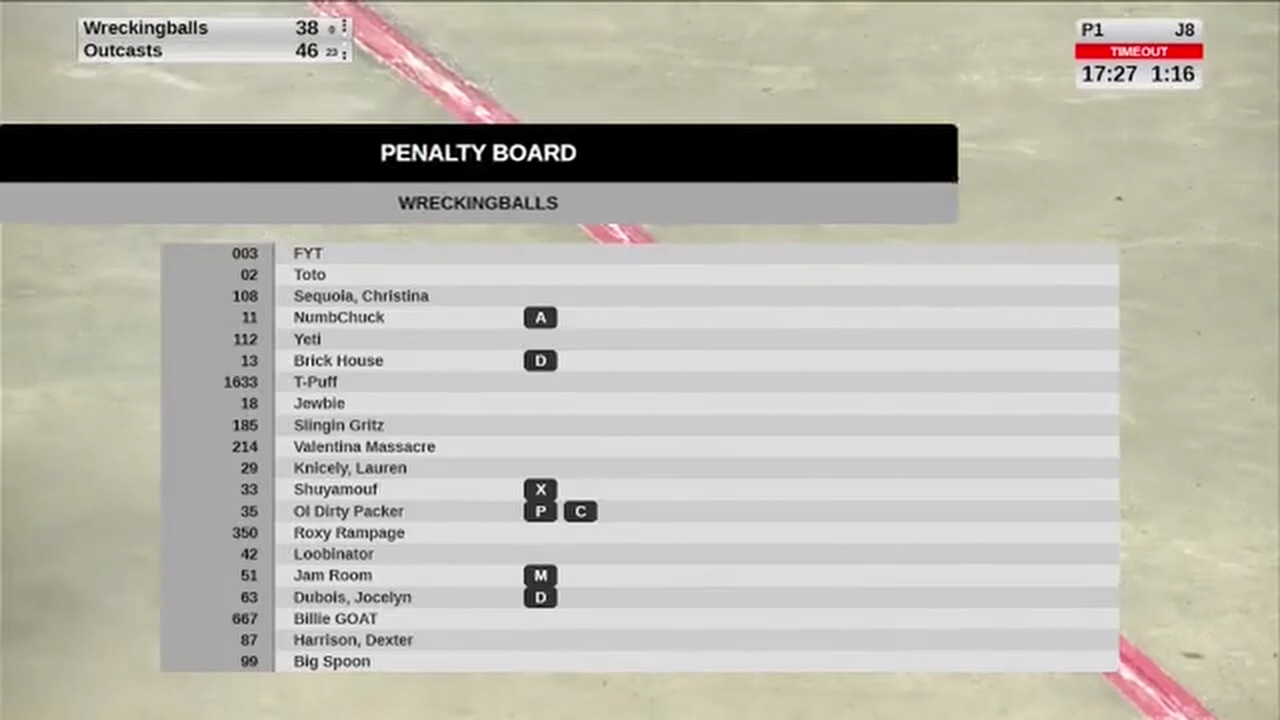 Wreckingballs 38 0
Outcasts 46 23
P1 J8
TIMEOUT
17:27 1:16
PENALTY BOARD
WRECKINGBALLS
003 FYT
02 Toto
108 Sequoia, Christina
11 NumbChuck A
112 Yeti
13 Brick House D
1633 T-Puff
18 Jewbie
185 Slingin Gritz
214 Valentina Massacre
29 Knicely, Lauren
33 Shuyamouf X
35 Ol Dirty Packer P C
350 Roxy Rampage
42 Loobinator
51 Jam Room M
63 Dubois, Jocelyn D
667 Billie GOAT
87 Harrison, Dexter
99 Big Spoon